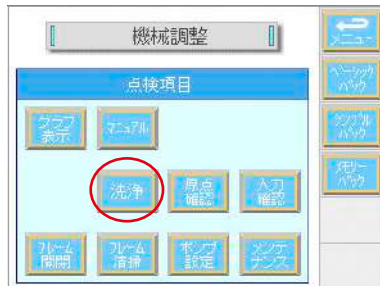 機械調整
メニュー
点検項目
ベーシック
パック
グラフ
表示
マニュアル
シンプル
パック
洗浄
原点
確認
入力
確認
メモリー
パック
フレーム
開閉
フレーム
清掃
ポンプ
設定
メンテ
ナンス